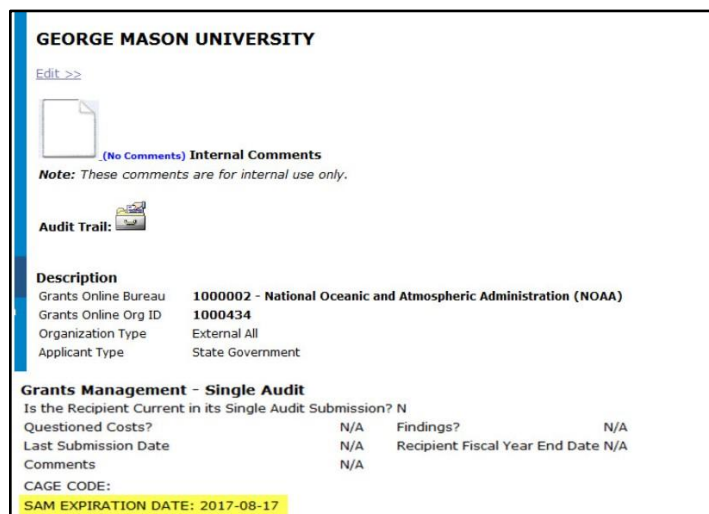 GEORGE MASON UNIVERSITY
Edit >>
(No Comments) Internal Comments
Note: These comments are for internal use only.
Audit Trail:
Description
Grants Online Bureau 1000002 - National Oceanic and Atmospheric Administration (NOAA)
Grants Online Org ID 1000434
Organization Type External All
Applicant Type State Government
Grants Management - Single Audit
Is the Recipient Current in its Single Audit Submission? N
Questioned Costs? N/A Findings? N/A
Last Submission Date N/A Recipient Fiscal Year End Date N/A
Comments N/A
CAGE CODE:
SAM EXPIRATION DATE: 2017-08-17